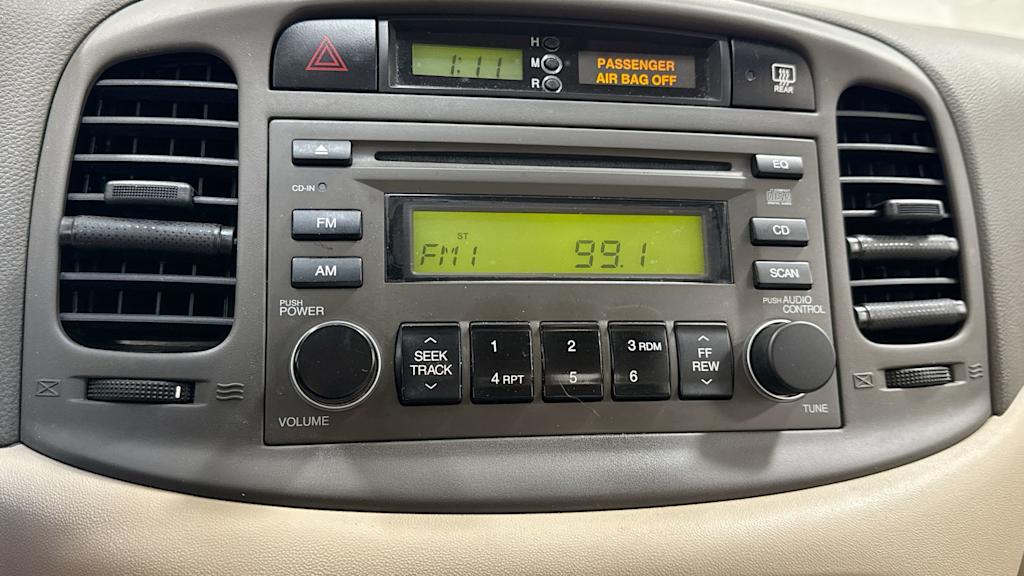 H
1:11
M
R
PASSENGER
AIR BAG OFF
REAR
EQ
CD-IN
FM
CD
ST
FM1 99.1
AM
SCAN
PUSH
POWER
PUSH AUDIO
CONTROL
SEEK
TRACK
1
2
3 RDM
4 RPT
5
6
FF
REW
VOLUME
TUNE